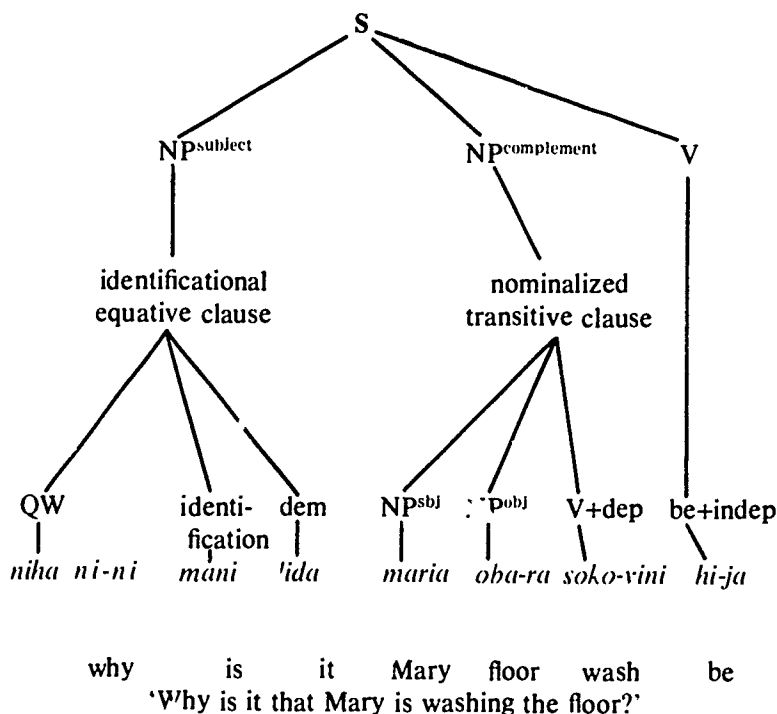 S
NPsubject NPcomplement V
identificational nominalized
equative clause transitive clause
QW identi- dem NPsbj NPobj V+dep be+indep
fication
niha ni-ni mani 'ida maria oba-ra soko-vini hi-ja
why is it Mary floor wash be
'Why is it that Mary is washing the floor?'